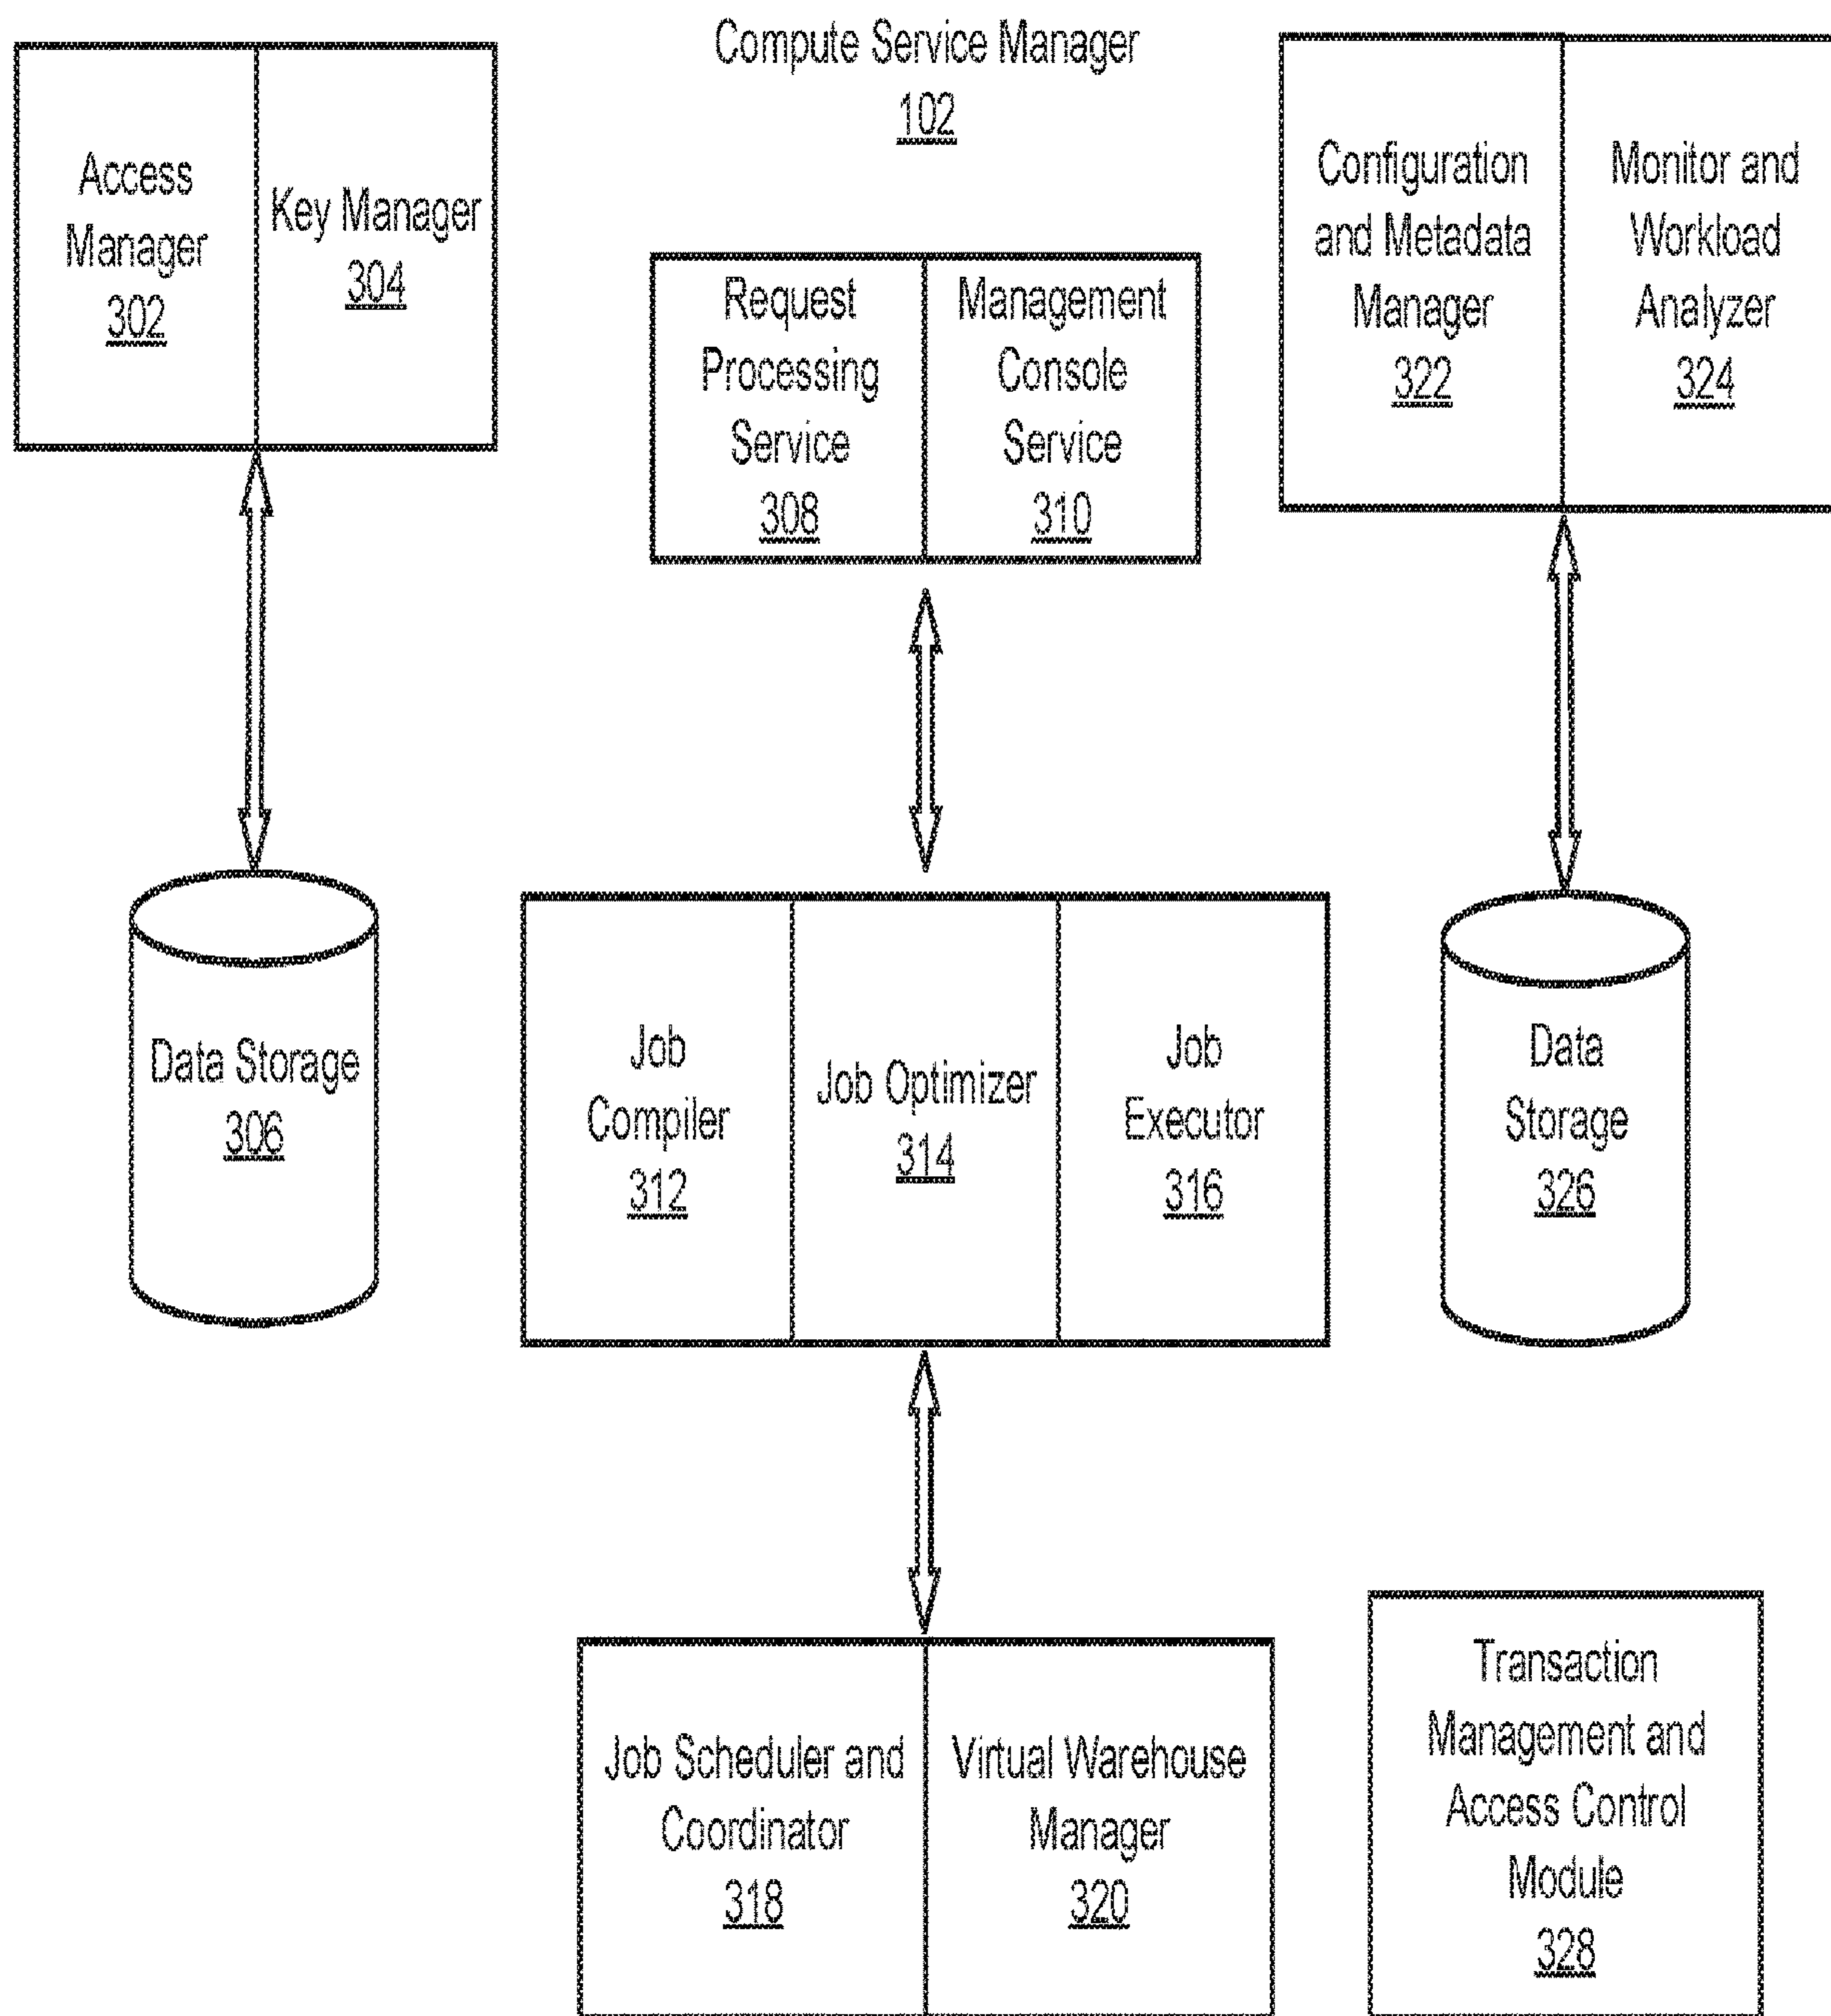 Compute Service Manager
102
Access
Manager
302
Key Manager
304
Request
Processing
Service
308
Management
Console
Service
310
Configuration
and Metadata
Manager
322
Monitor and
Workload
Analyzer
324
Data Storage
306
Job
Compiler
312
Job Optimizer
314
Job
Executor
316
Data
Storage
326
Job Scheduler and
Coordinator
318
Virtual Warehouse
Manager
320
Transaction
Management and
Access Control
Module
328